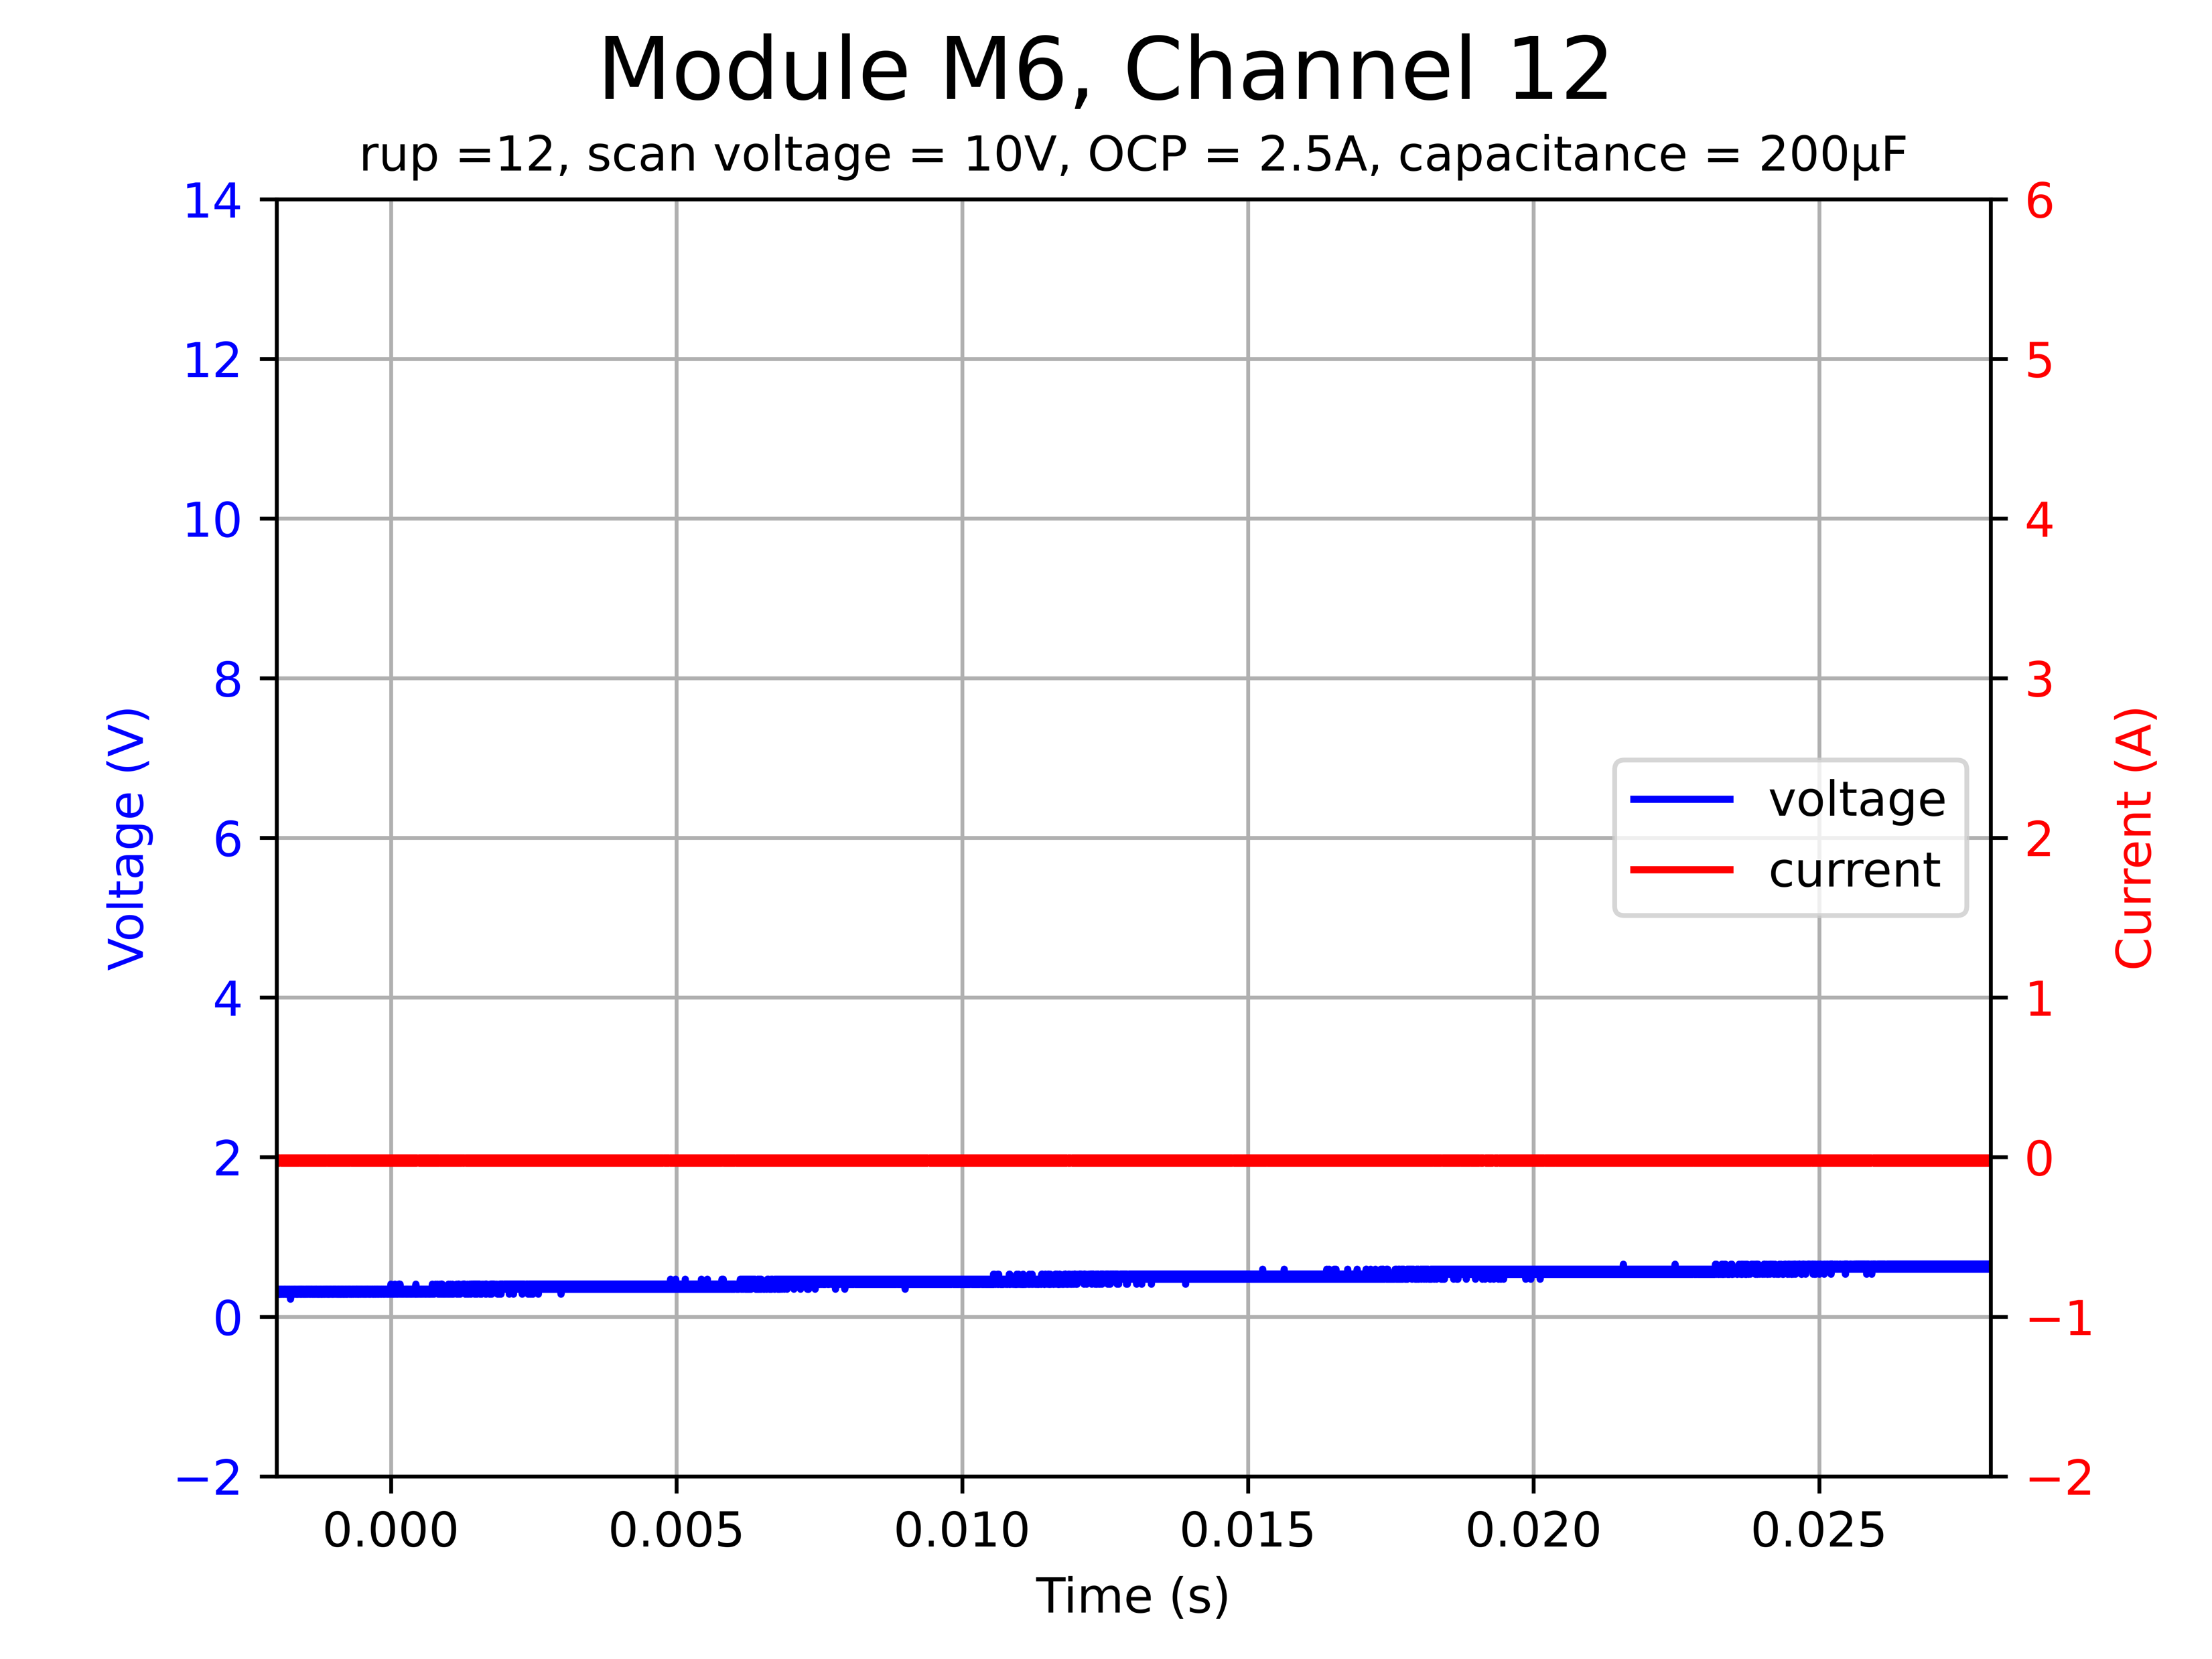 Module M6, Channel 12
rup =12, scan voltage = 10V, OCP = 2.5A, capacitance = 200µF
14
12
10
8
6
4
2
0
−2
Voltage (V)
6
5
4
3
2
1
0
−1
−2
Current (A)
voltage
current
0.000 0.005 0.010 0.015 0.020 0.025
Time (s)